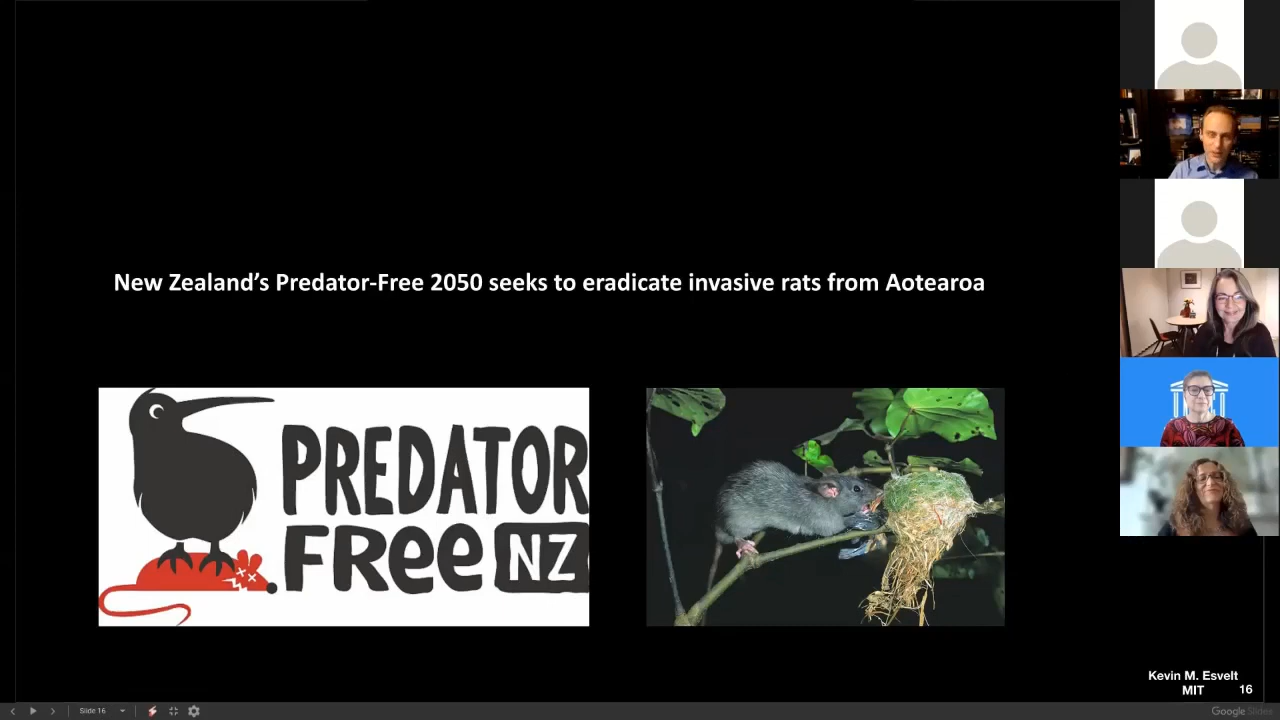 New Zealand’s Predator-Free 2050 seeks to eradicate invasive rats from Aotearoa
PREDATOR
FREE NZ
Kevin M. Esvelt
MIT 16
Slide 16
Google Slides